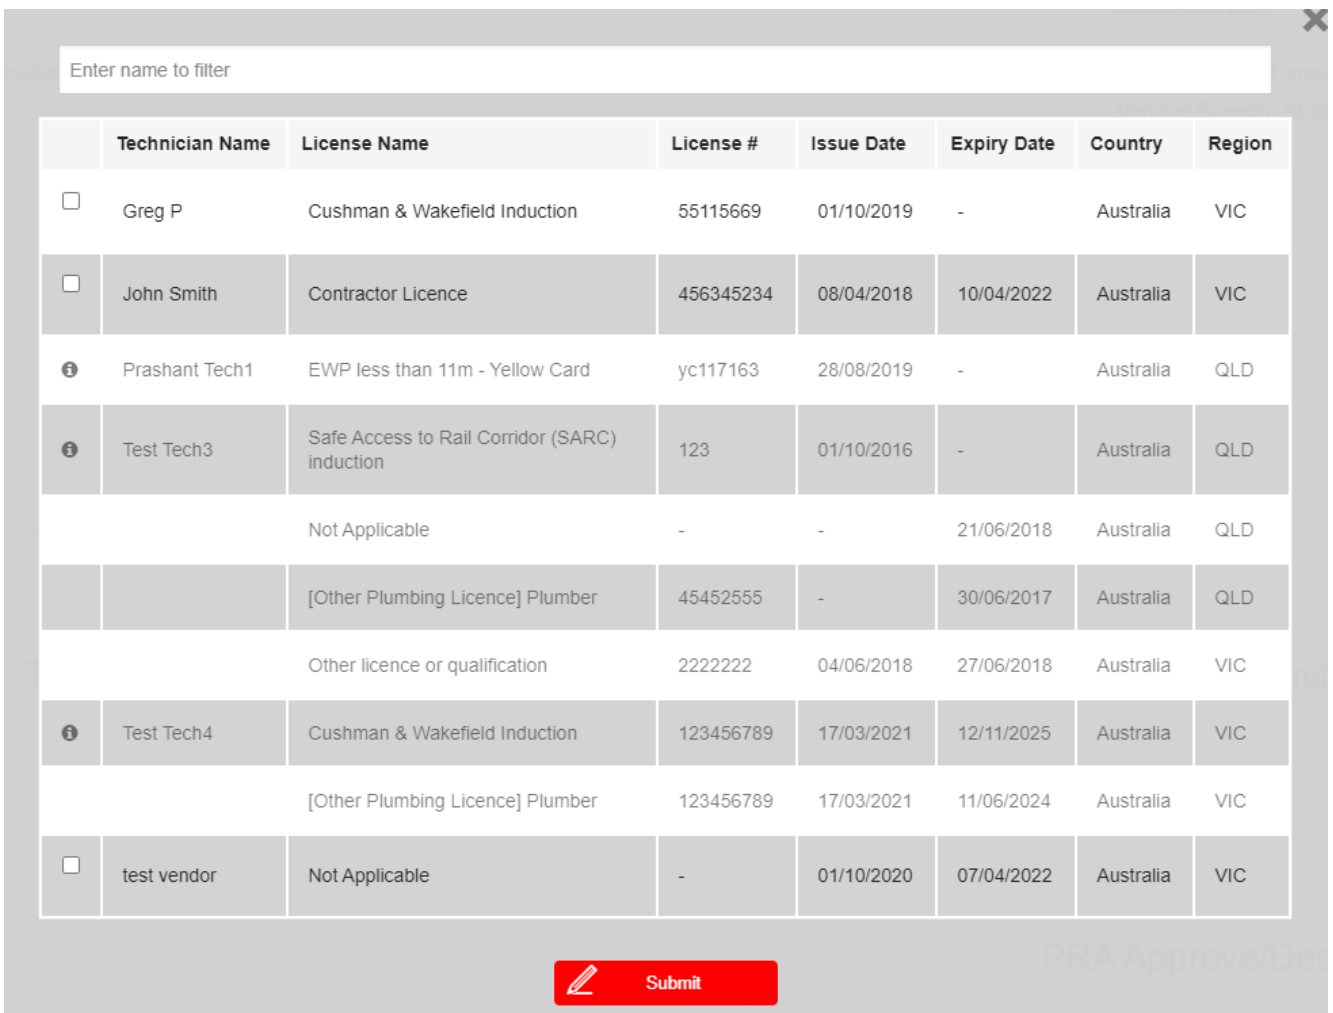 Enter name to filter
Technician Name License Name License # Issue Date Expiry Date Country Region
Greg P Cushman & Wakefield Induction 55115669 01/10/2019 - Australia VIC
John Smith Contractor Licence 456345234 08/04/2018 10/04/2022 Australia VIC
Prashant Tech1 EWP less than 11m - Yellow Card yc117163 28/08/2019 - Australia QLD
Test Tech3 Safe Access to Rail Corridor (SARC) induction 123 01/10/2016 - Australia QLD
Not Applicable - - 21/06/2018 Australia QLD
[Other Plumbing Licence] Plumber 45452555 - 30/06/2017 Australia QLD
Other licence or qualification 2222222 04/06/2018 27/06/2018 Australia VIC
Test Tech4 Cushman & Wakefield Induction 123456789 17/03/2021 12/11/2025 Australia VIC
[Other Plumbing Licence] Plumber 123456789 17/03/2021 11/06/2024 Australia VIC
test vendor Not Applicable - 01/10/2020 07/04/2022 Australia VIC
PRA Approve/Dec
Submit